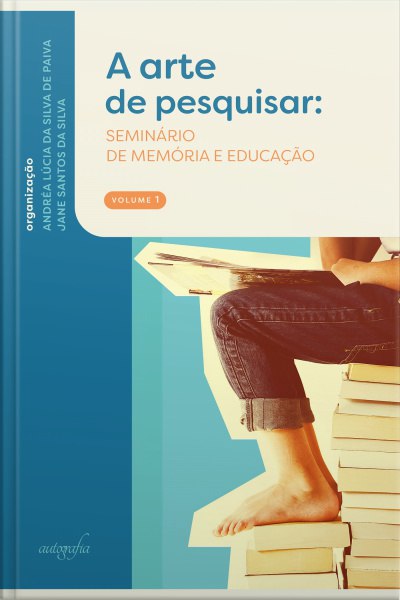 A arte
de pesquisar:
SEMINÁRIO
DE MEMÓRIA E EDUCAÇÃO
VOLUME 1
organização
ANDRÉA LÚCIA DA SILVA DE PAIVA
JANE SANTOS DA SILVA
autografia